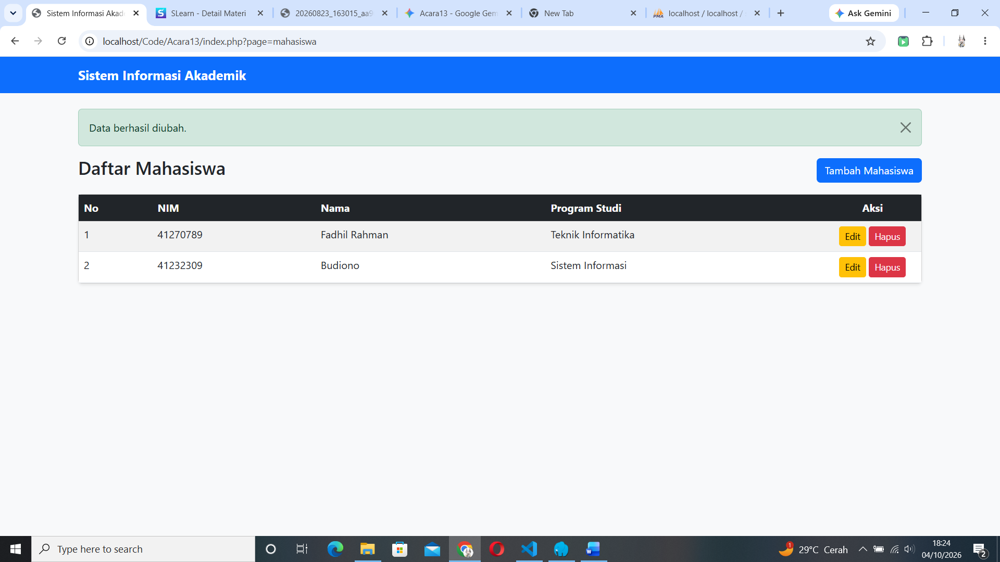 Sistem Informasi Akad
SLearn - Detail Materi
20260823_163015_aa9
Acara13 - Google Gem
New Tab
localhost / localhost /
Ask Gemini
localhost/Code/Acara13/index.php?page=mahasiswa
Sistem Informasi Akademik
Data berhasil diubah.
Daftar Mahasiswa
Tambah Mahasiswa
No NIM Nama Program Studi Aksi
1 41270789 Fadhil Rahman Teknik Informatika Edit Hapus
2 41232309 Budiono Sistem Informasi Edit Hapus
Type here to search
1
29°C Cerah
18:24
04/10/2026
2